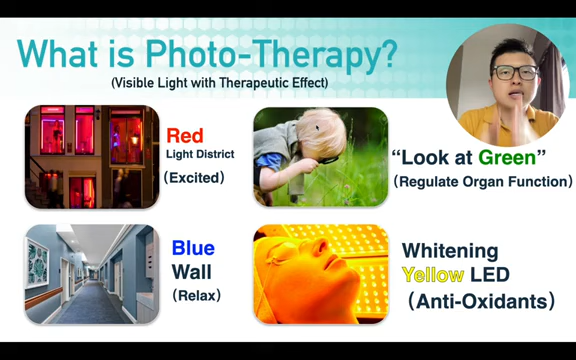 What is Photo-Therapy?
(Visible Light with Therapeutic Effect)
Red
Light District
(Excited)
“Look at Green”
(Regulate Organ Function)
Blue
Wall
(Relax)
Whitening
Yellow LED
(Anti-Oxidants)